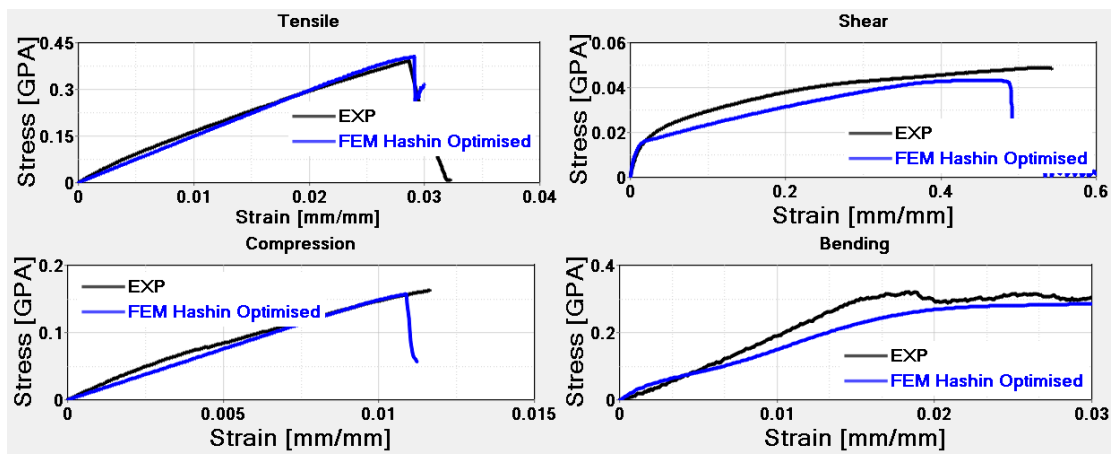 Tensile
Stress [GPA]
0.45
0.3
0.15
0
EXP
FEM Hashin Optimised
0 0.01 0.02 0.03 0.04
Strain [mm/mm]
Shear
Stress [GPA]
0.06
0.04
0.02
0
EXP
FEM Hashin Optimised
0 0.2 0.4 0.6
Strain [mm/mm]
Compression
Stress [GPA]
0.2
0.1
0
EXP
FEM Hashin Optimised
0 0.005 0.01 0.015
Strain [mm/mm]
Bending
Stress [GPA]
0.4
0.2
0
EXP
FEM Hashin Optimised
0 0.01 0.02 0.03
Strain [mm/mm]